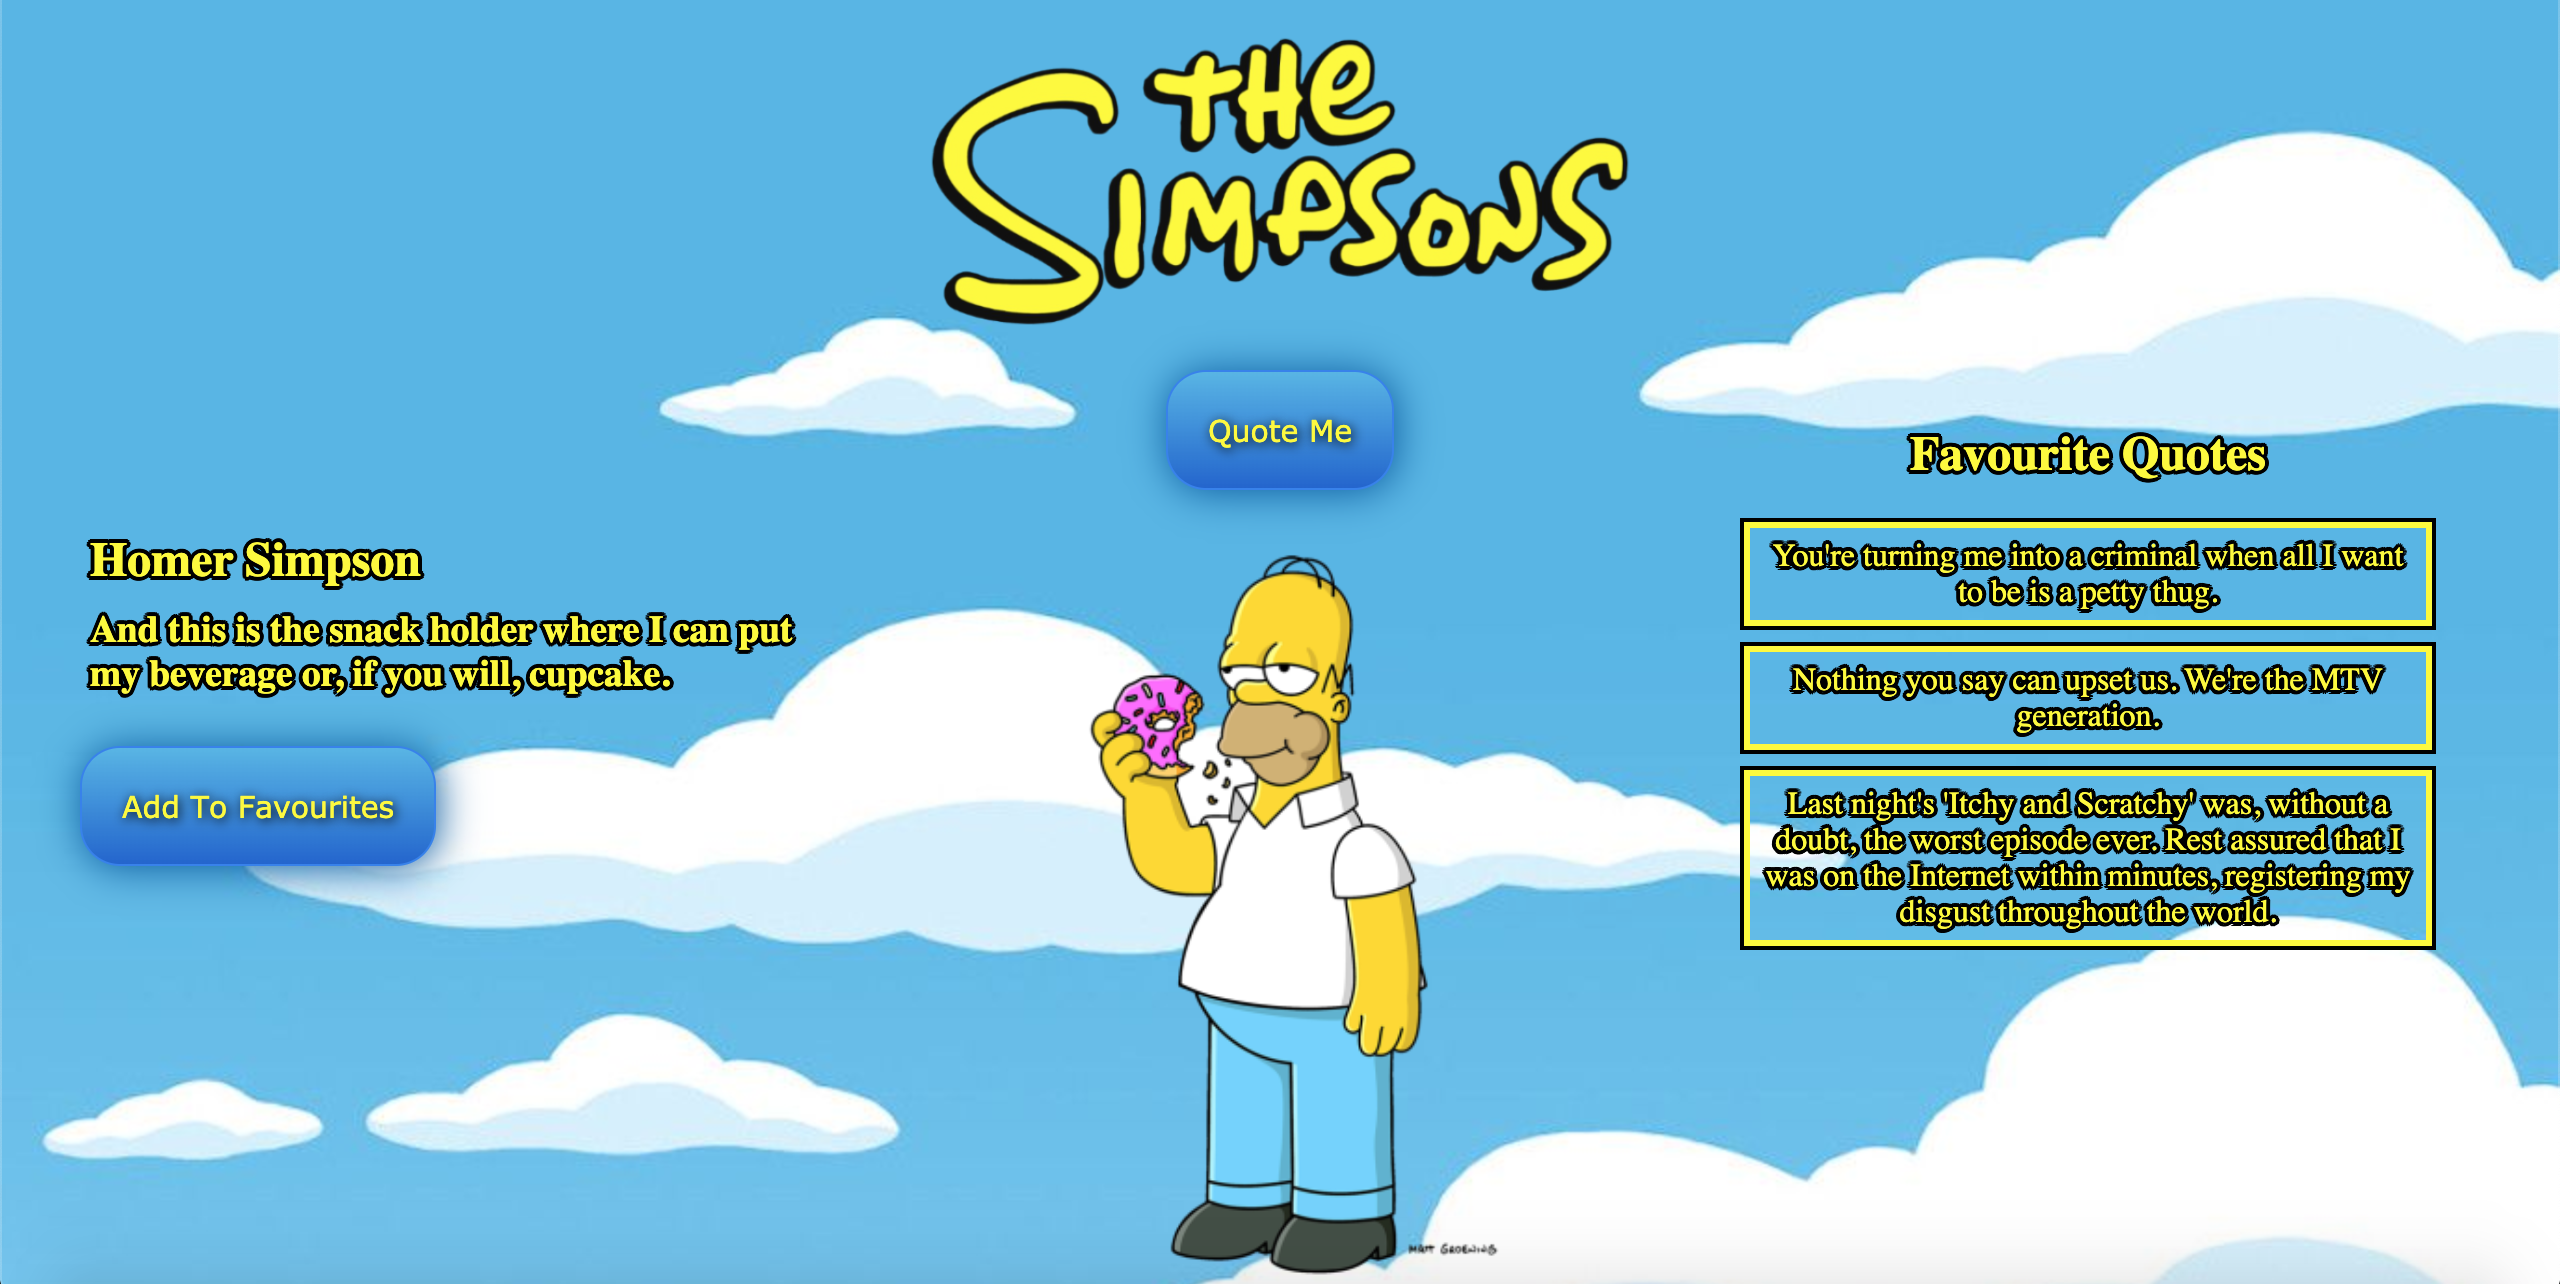 THE
SIMPSONS
Quote Me
Homer Simpson
And this is the snack holder where I can put
my beverage or, if you will, cupcake.
Add To Favourites
Favourite Quotes
You're turning me into a criminal when all I want
to be is a petty thug.
Nothing you say can upset us. We're the MTV
generation.
Last night's 'Itchy and Scratchy' was, without a
doubt, the worst episode ever. Rest assured that I
was on the Internet within minutes, registering my
disgust throughout the world.
MATT GROENING